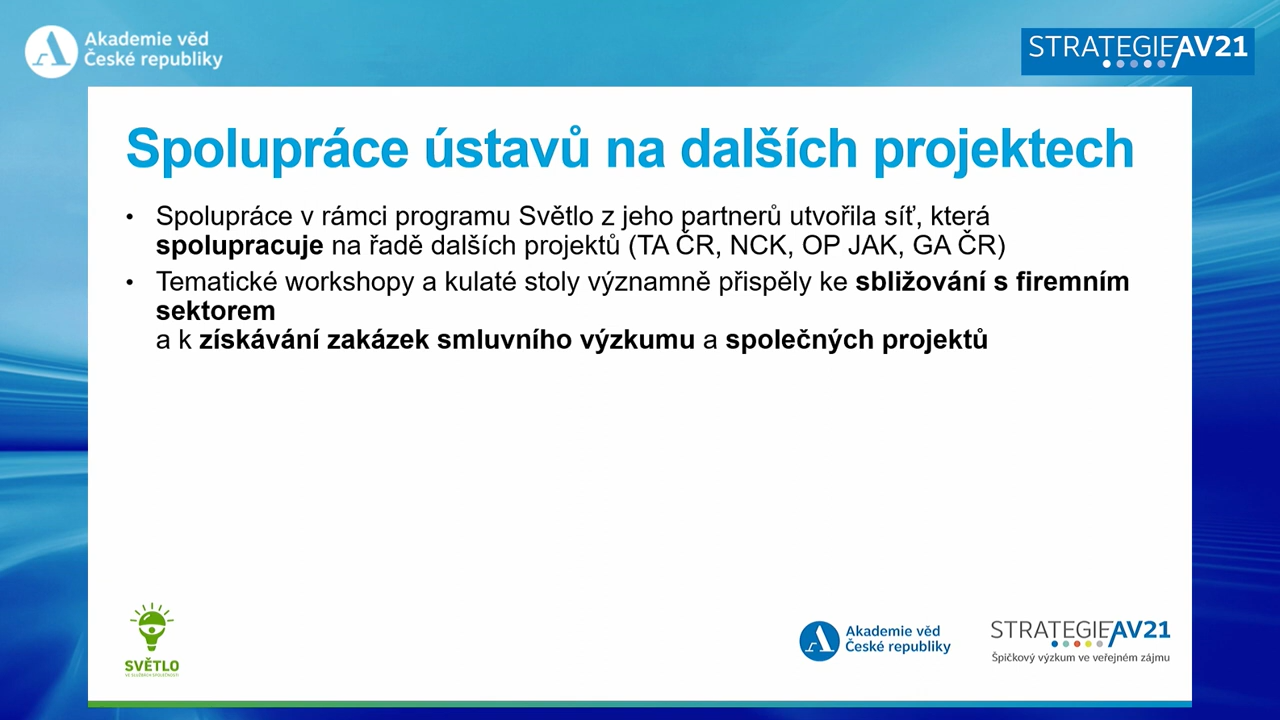 Akademie věd
České republiky
STRATEGIE AV21
Spolupráce ústavů na dalších projektech
• Spolupráce v rámci programu Světlo z jeho partnerů utvořila síť, která
spolupracuje na řadě dalších projektů (TA ČR, NCK, OP JAK, GA ČR)
• Tematické workshopy a kulaté stoly významně přispěly ke sbližování s firemním
sektorem
a k získávání zakázek smluvního výzkumu a společných projektů
SVĚTLO
VE SLUŽBÁCH SPOLEČNOSTI
Akademie věd
České republiky
STRATEGIE AV21
Špičkový výzkum ve veřejném zájmu